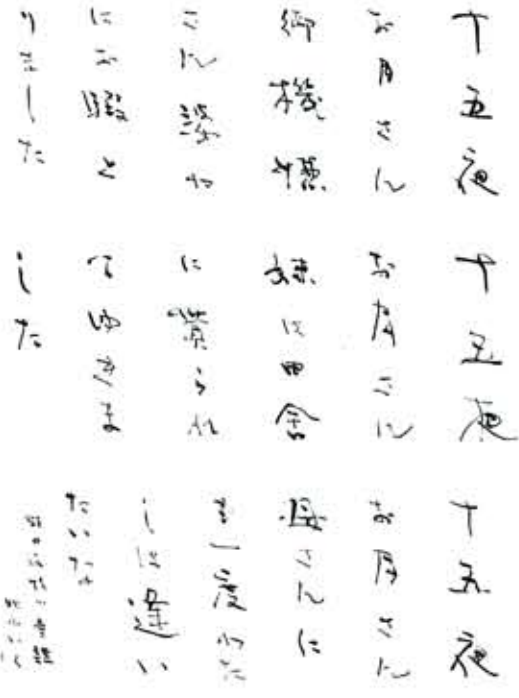 十五夜
お月さん
御機嫌
さん婆や
にお暇と
りました
十五夜
お月さん
妹は田舎
に貰られ
てゆきま
した
十五夜
お月さん
母さんに
も一度わた
しは逢い
たいな